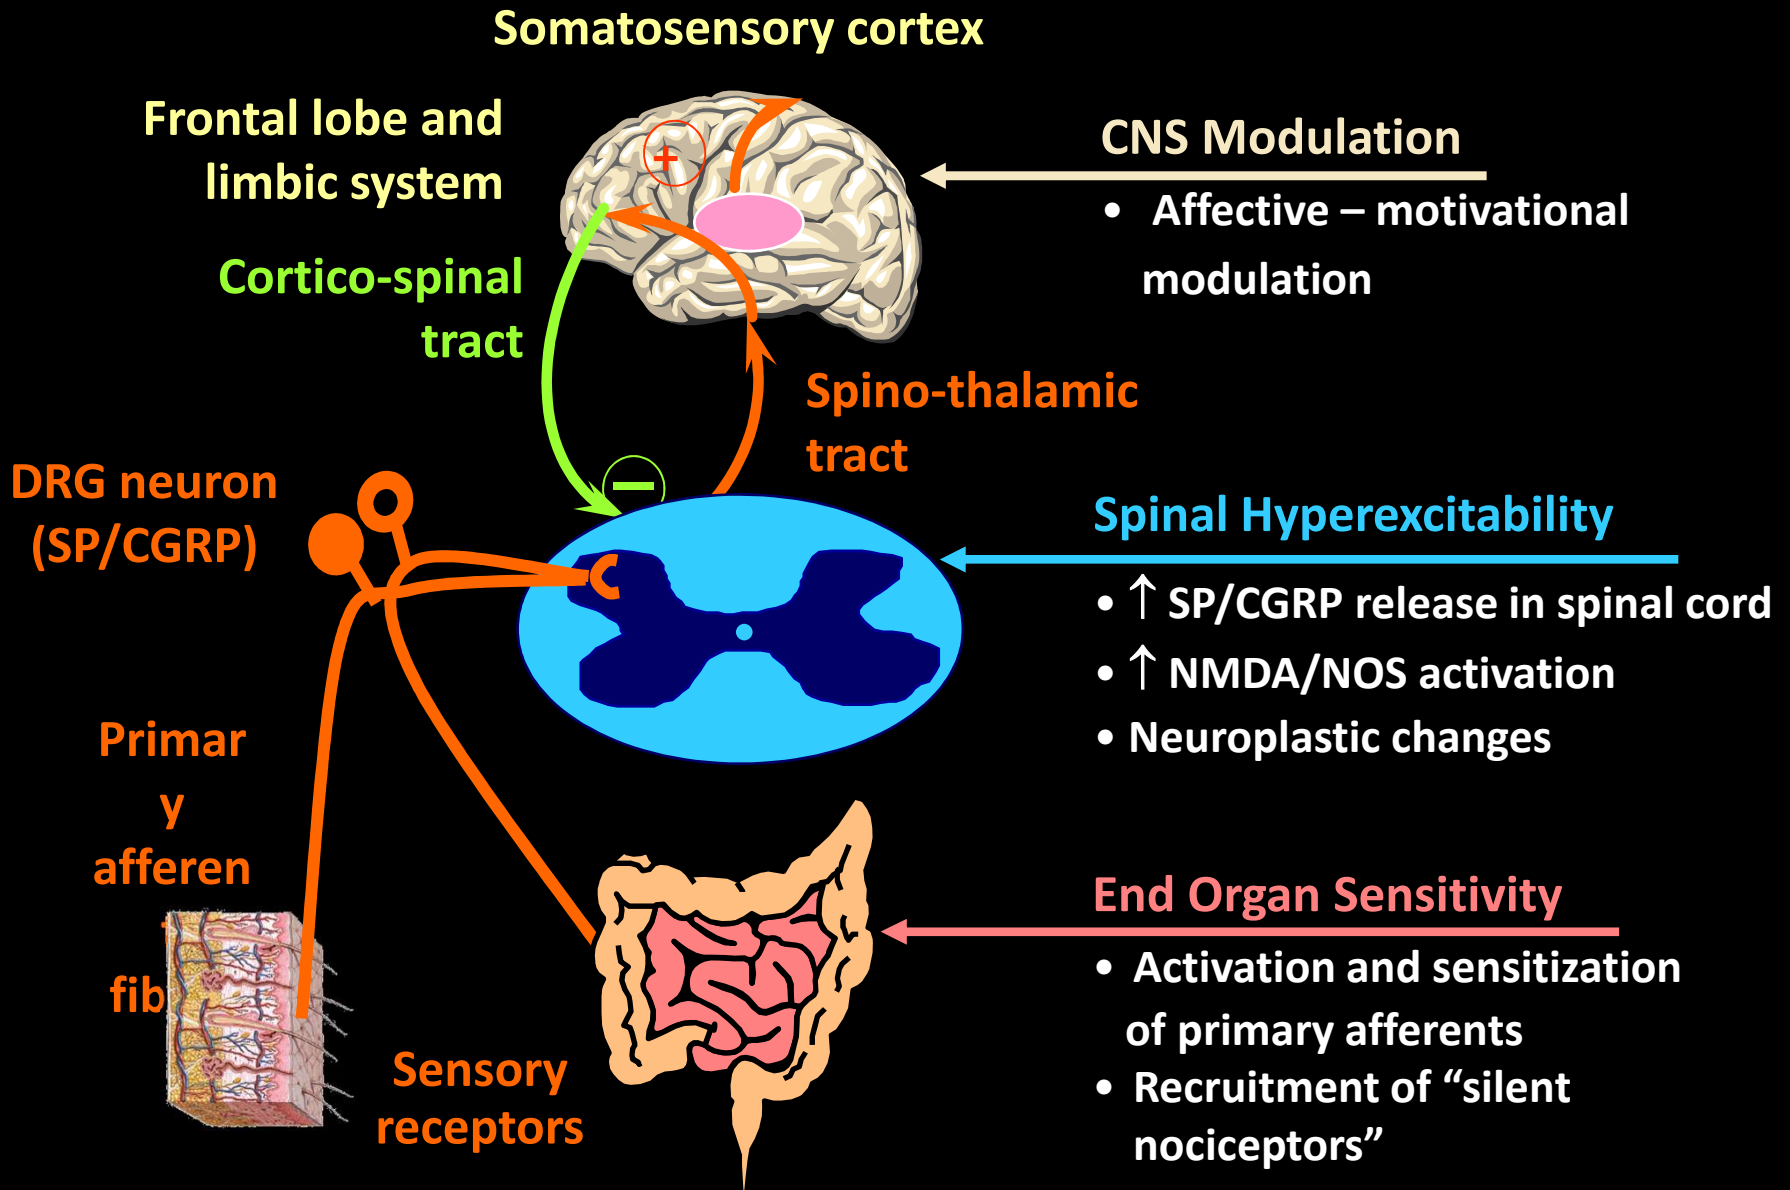 Somatosensory cortex
Frontal lobe and
limbic system
Cortico-spinal
tract
+
Spino-thalamic
tract
DRG neuron
(SP/CGRP)
Primar
y
afferen
fib
Sensory
receptors
CNS Modulation
• Affective – motivational
modulation
Spinal Hyperexcitability
• ↑ SP/CGRP release in spinal cord
• ↑ NMDA/NOS activation
• Neuroplastic changes
End Organ Sensitivity
• Activation and sensitization
of primary afferents
• Recruitment of “silent
nociceptors”